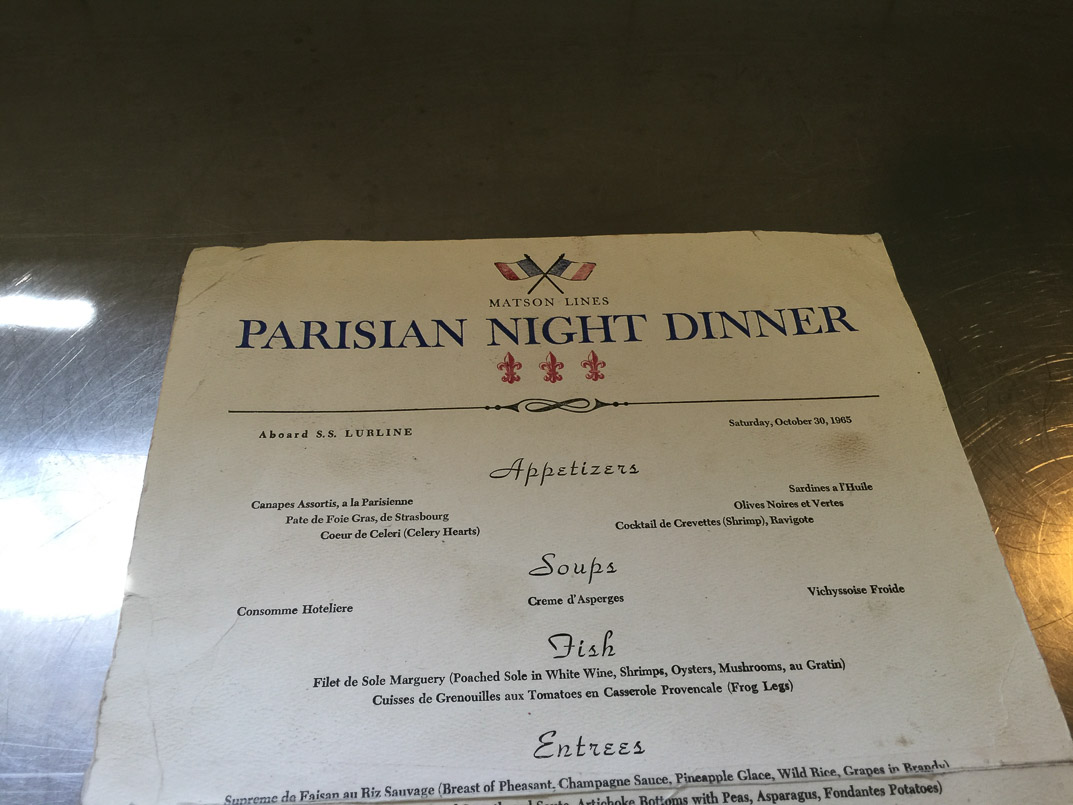 MATSON LINES
PARISIAN NIGHT DINNER
Aboard S.S. LURLINE
Saturday, October 30, 1965
Appetizers
Canapes Assortis, a la Parisienne
Pate de Foie Gras, de Strasbourg
Coeur de Celeri (Celery Hearts)
Sardines a l'Huile
Olives Noires et Vertes
Cocktail de Crevettes (Shrimp), Ravigote
Soups
Consomme Hoteliere
Creme d'Asperges
Vichyssoise Froide
Fish
Filet de Sole Marguery (Poached Sole in White Wine, Shrimps, Oysters, Mushrooms, au Gratin)
Cuisses de Grenouilles aux Tomatoes en Casserole Provencale (Frog Legs)
Entrees
Supreme de Faisan au Riz Sauvage (Breast of Pheasant, Champagne Sauce, Pineapple Glace, Wild Rice, Grapes in Brandy)
Artichoke Bottoms with Peas, Asparagus, Fondantes Potatoes)